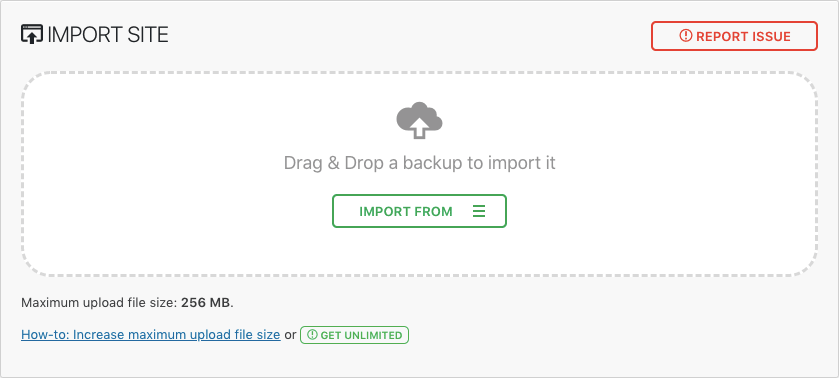 IMPORT SITE
REPORT ISSUE
Drag & Drop a backup to import it
IMPORT FROM
Maximum upload file size: 256 MB.
How-to: Increase maximum upload file size or GET UNLIMITED